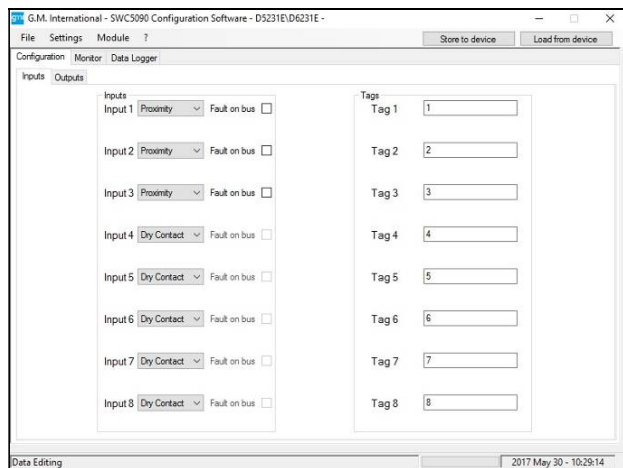 G.M. International - SWC5090 Configuration Software - D5231E\D6231E -
File Settings Module ? Store to device Load from device
Configuration Monitor Data Logger
Inputs Outputs
Inputs Tags
Input 1 Proximity Fault on bus Tag 1 1
Input 2 Proximity Fault on bus Tag 2 2
Input 3 Proximity Fault on bus Tag 3 3
Input 4 Dry Contact Fault on bus Tag 4 4
Input 5 Dry Contact Fault on bus Tag 5 5
Input 6 Dry Contact Fault on bus Tag 6 6
Input 7 Dry Contact Fault on bus Tag 7 7
Input 8 Dry Contact Fault on bus Tag 8 8
Data Editing 2017 May 30 - 10:29:14